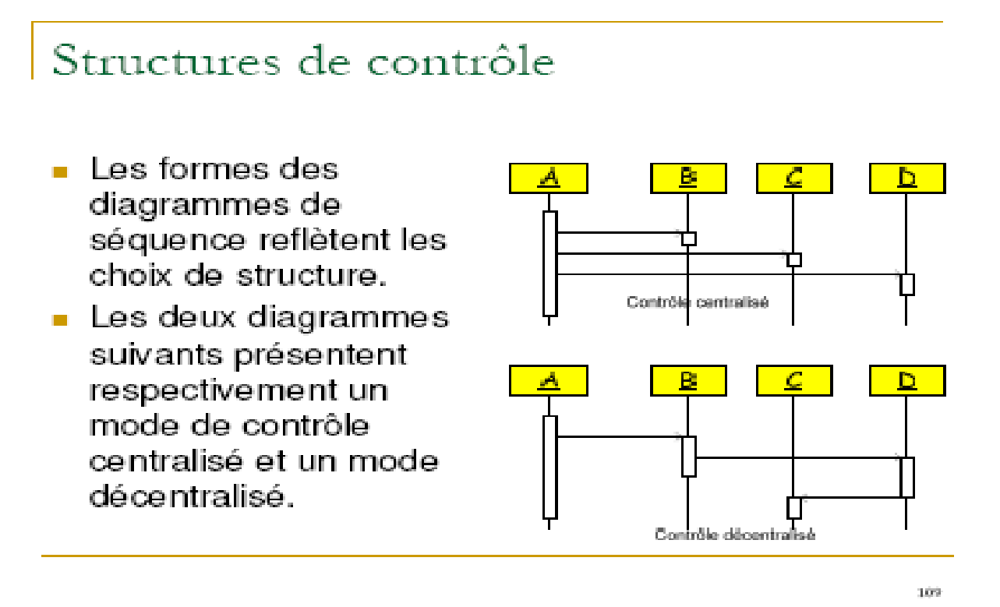 Structures de contrôle
Les formes des
diagrammes de
séquence reflètent les
choix de structure.
Les deux diagrammes
suivants présentent
respectivement un
mode de contrôle
centralisé et un mode
décentralisé.
A B C D
Contrôle centralisé
A B C D
Contrôle décentralisé
109